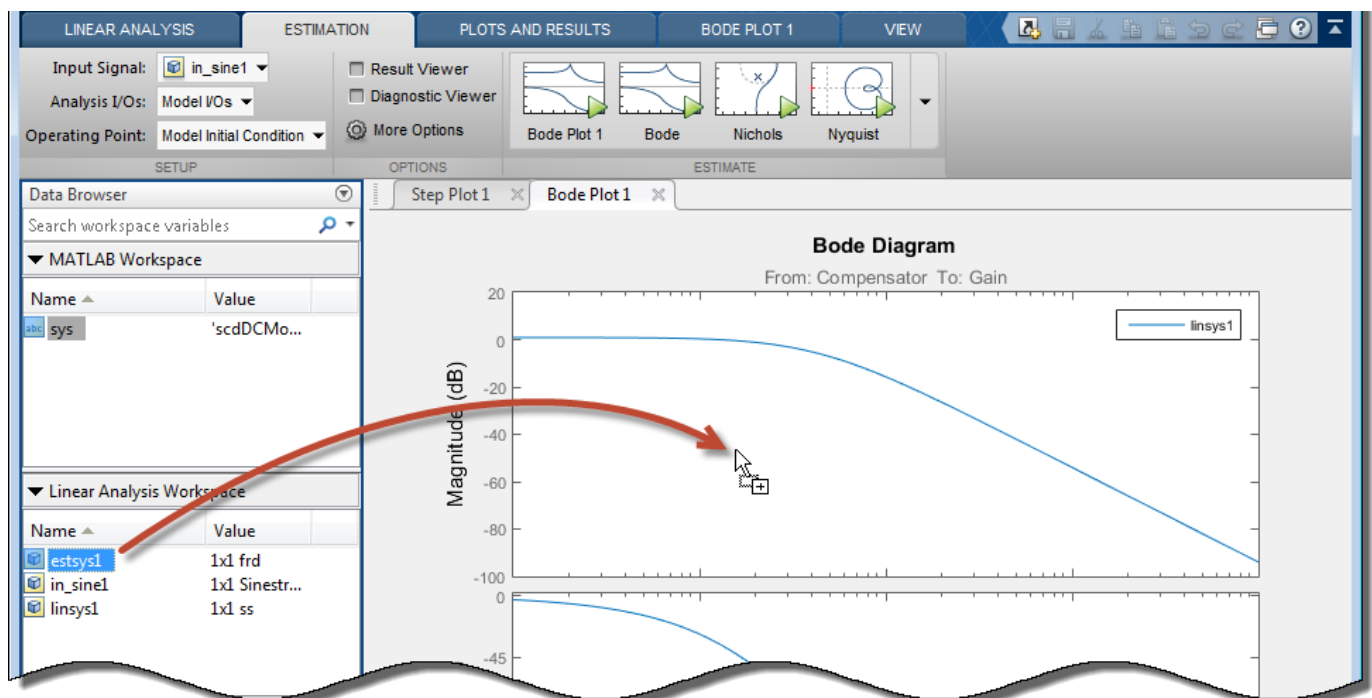 LINEAR ANALYSIS ESTIMATION PLOTS AND RESULTS BODE PLOT 1 VIEW
Input Signal: in_sine1
Analysis I/Os: Model I/Os
Operating Point: Model Initial Condition
SETUP
Result Viewer
Diagnostic Viewer
More Options
OPTIONS
Bode Plot 1 Bode Nichols Nyquist
ESTIMATE
Data Browser
Search workspace variables
MATLAB Workspace
Name Value
abc sys 'scdDCMo...
Linear Analysis Workspace
Name Value
estsys1 1x1 frd
in_sine1 1x1 Sinestr...
linsys1 1x1 ss
Step Plot 1 Bode Plot 1
Bode Diagram
From: Compensator To: Gain
linsys1
Magnitude (dB)
20
0
-20
-40
-60
-80
-100
0
-45